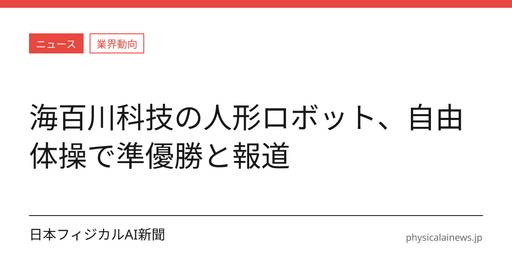 ニュース
業界動向
海百川科技の人形ロボット、自由
体操で準優勝と報道
日本フィジカルAI新聞
physicalainews.jp